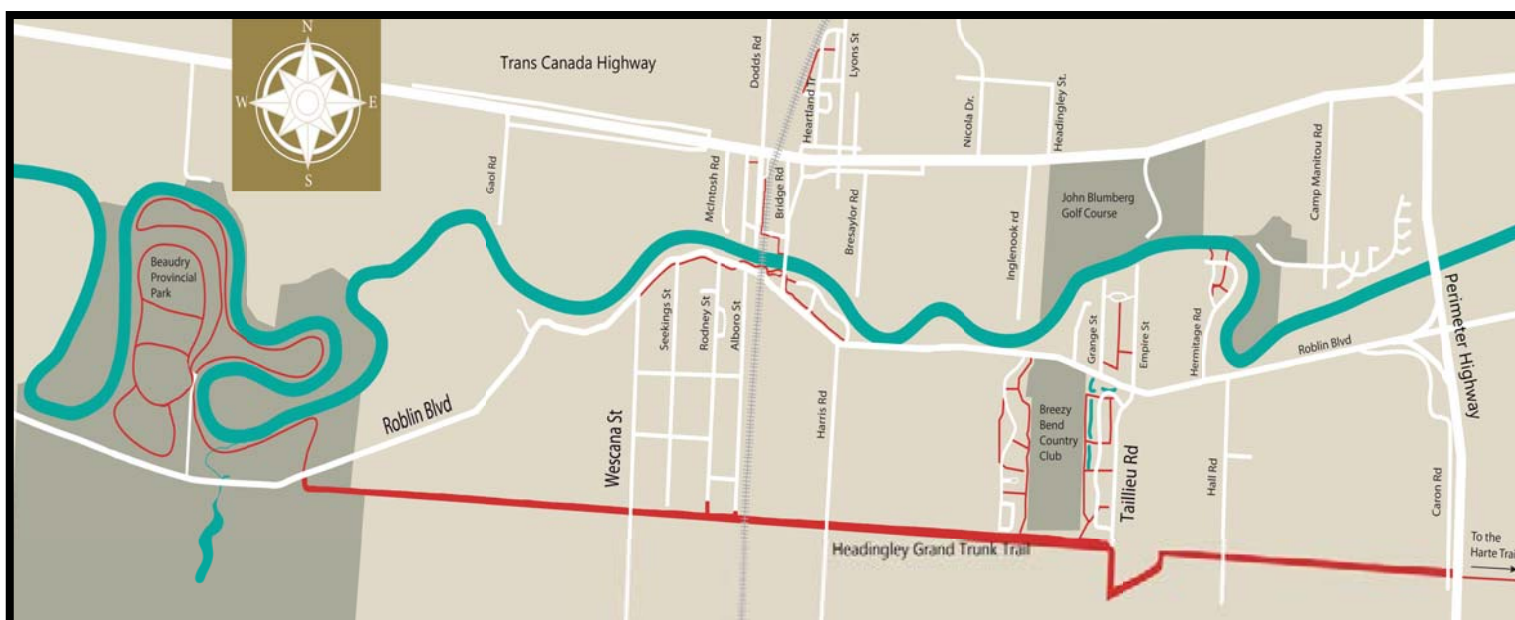 N
W
E
S
Trans Canada Highway
Dodds Rd
Lyons St
Heartland Tr
Nicola Dr.
Headingley St.
Gaol Rd
McIntosh Rd
Bridge Rd
Bresaylor Rd
Inglenook rd
John Blumberg
Golf Course
Camp Manitou Rd
Beaudry
Provincial
Park
Perimeter Highway
Seekings St
Rodney St
Alboro St
Grange St
Empire St
Hermitage Rd
Roblin Blvd
Roblin Blvd
Wescana St
Harris Rd
Breezy
Bend
Country
Club
Taillieu Rd
Hall Rd
Caron Rd
Headingley Grand Trunk Trail
To the
Harte Trail